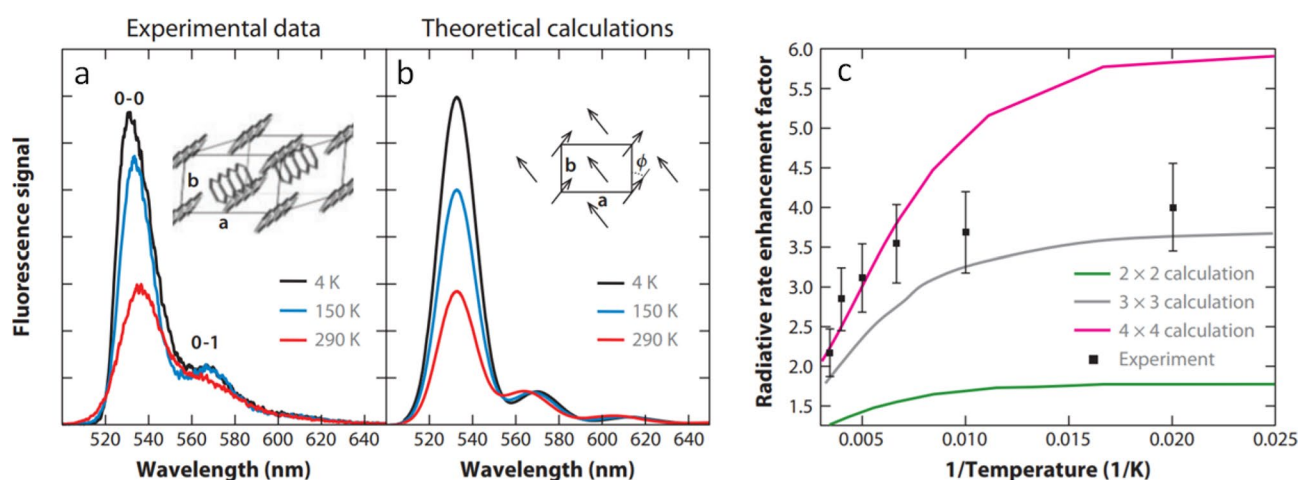 Experimental data
Theoretical calculations
Fluorescence signal
a
0-0
b
a
0-1
4 K
150 K
290 K
520 540 560 580 600 620 640
Wavelength (nm)
b
b
a
ϕ
4 K
150 K
290 K
520 540 560 580 600 620 640
Wavelength (nm)
Radiative rate enhancement factor
c
6.0
5.5
5.0
4.5
4.0
3.5
3.0
2.5
2.0
1.5
2 × 2 calculation
3 × 3 calculation
4 × 4 calculation
Experiment
0.005 0.010 0.015 0.020 0.025
1/Temperature (1/K)